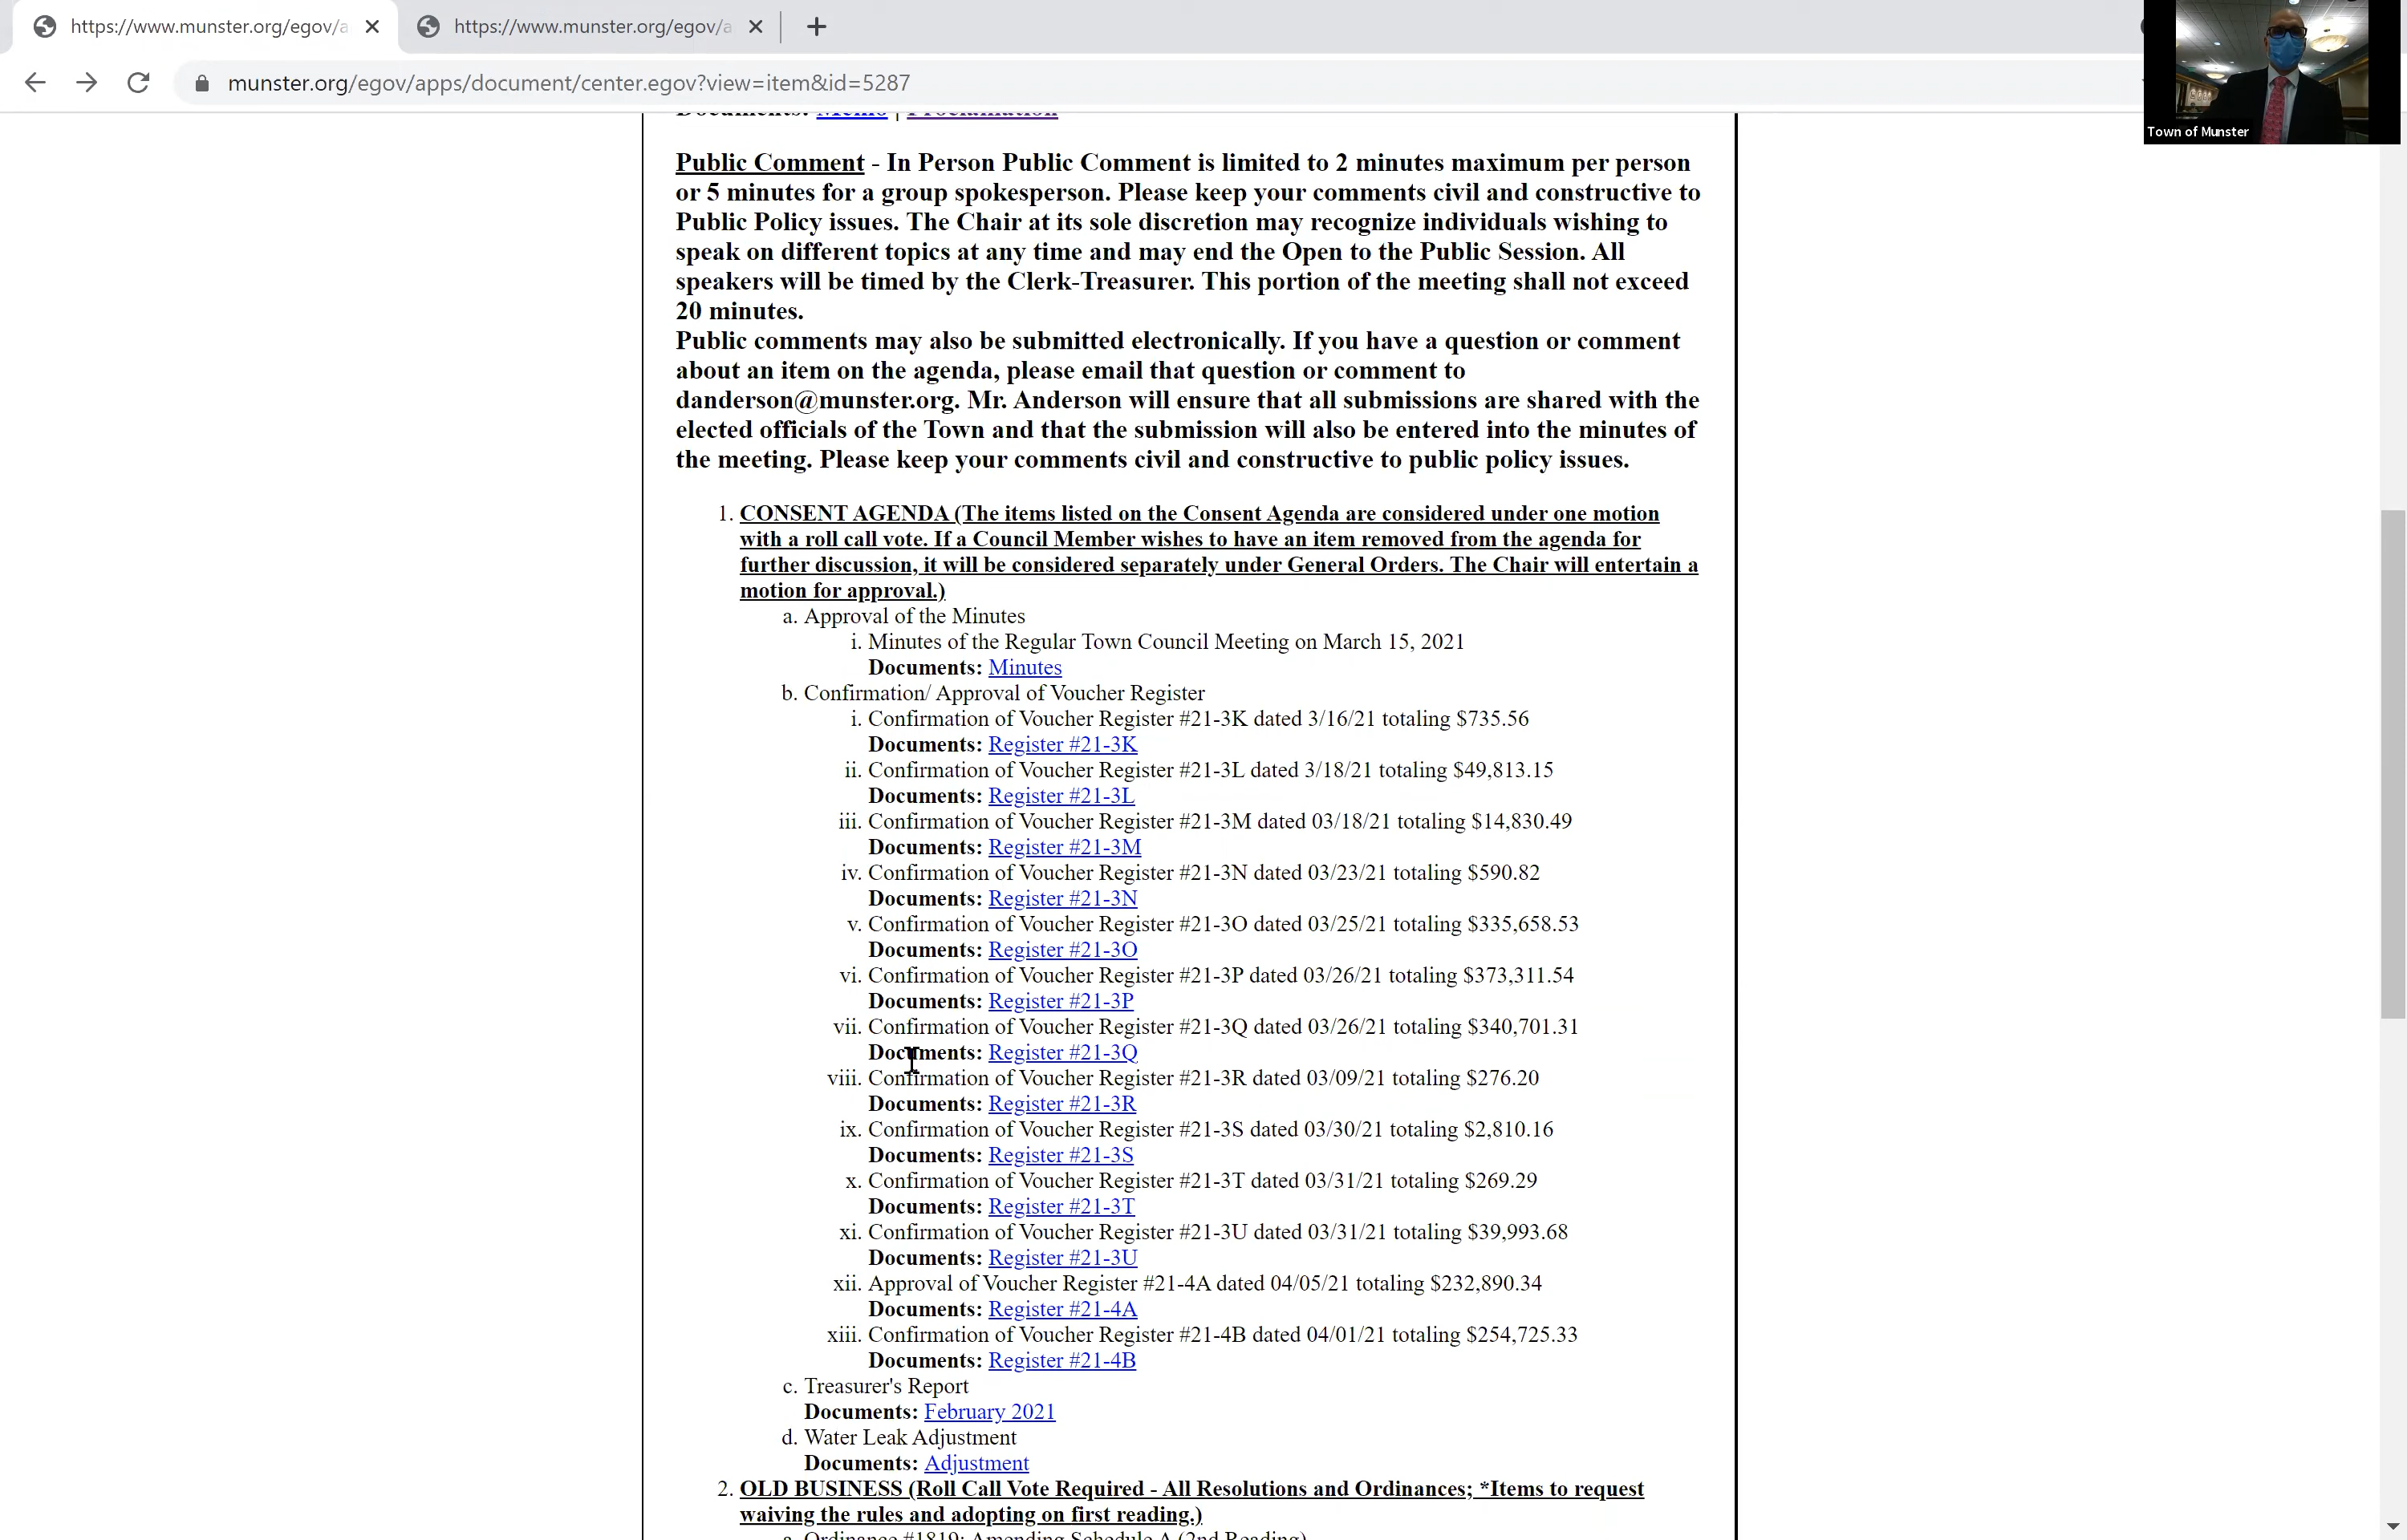 https://www.munster.org/egov/a
https://www.munster.org/egov/a
munster.org/egov/apps/document/center.egov?view=item&id=5287
Town of Munster
Documents: Memo | Proclamation
Public Comment - In Person Public Comment is limited to 2 minutes maximum per person
or 5 minutes for a group spokesperson. Please keep your comments civil and constructive to
Public Policy issues. The Chair at its sole discretion may recognize individuals wishing to
speak on different topics at any time and may end the Open to the Public Session. All
speakers will be timed by the Clerk-Treasurer. This portion of the meeting shall not exceed
20 minutes.
Public comments may also be submitted electronically. If you have a question or comment
about an item on the agenda, please email that question or comment to
danderson@munster.org. Mr. Anderson will ensure that all submissions are shared with the
elected officials of the Town and that the submission will also be entered into the minutes of
the meeting. Please keep your comments civil and constructive to public policy issues.
1. CONSENT AGENDA (The items listed on the Consent Agenda are considered under one motion
with a roll call vote. If a Council Member wishes to have an item removed from the agenda for
further discussion, it will be considered separately under General Orders. The Chair will entertain a
motion for approval.)
a. Approval of the Minutes
i. Minutes of the Regular Town Council Meeting on March 15, 2021
Documents: Minutes
b. Confirmation/ Approval of Voucher Register
i. Confirmation of Voucher Register #21-3K dated 3/16/21 totaling $735.56
Documents: Register #21-3K
ii. Confirmation of Voucher Register #21-3L dated 3/18/21 totaling $49,813.15
Documents: Register #21-3L
iii. Confirmation of Voucher Register #21-3M dated 03/18/21 totaling $14,830.49
Documents: Register #21-3M
iv. Confirmation of Voucher Register #21-3N dated 03/23/21 totaling $590.82
Documents: Register #21-3N
v. Confirmation of Voucher Register #21-3O dated 03/25/21 totaling $335,658.53
Documents: Register #21-3O
vi. Confirmation of Voucher Register #21-3P dated 03/26/21 totaling $373,311.54
Documents: Register #21-3P
vii. Confirmation of Voucher Register #21-3Q dated 03/26/21 totaling $340,701.31
Documents: Register #21-3Q
viii. Confirmation of Voucher Register #21-3R dated 03/09/21 totaling $276.20
Documents: Register #21-3R
ix. Confirmation of Voucher Register #21-3S dated 03/30/21 totaling $2,810.16
Documents: Register #21-3S
x. Confirmation of Voucher Register #21-3T dated 03/31/21 totaling $269.29
Documents: Register #21-3T
xi. Confirmation of Voucher Register #21-3U dated 03/31/21 totaling $39,993.68
Documents: Register #21-3U
xii. Approval of Voucher Register #21-4A dated 04/05/21 totaling $232,890.34
Documents: Register #21-4A
xiii. Confirmation of Voucher Register #21-4B dated 04/01/21 totaling $254,725.33
Documents: Register #21-4B
c. Treasurer's Report
Documents: February 2021
d. Water Leak Adjustment
Documents: Adjustment
2. OLD BUSINESS (Roll Call Vote Required - All Resolutions and Ordinances; *Items to request
waiving the rules and adopting on first reading.)
a. Ordinance #1819: Amending Schedule A (2nd Reading)